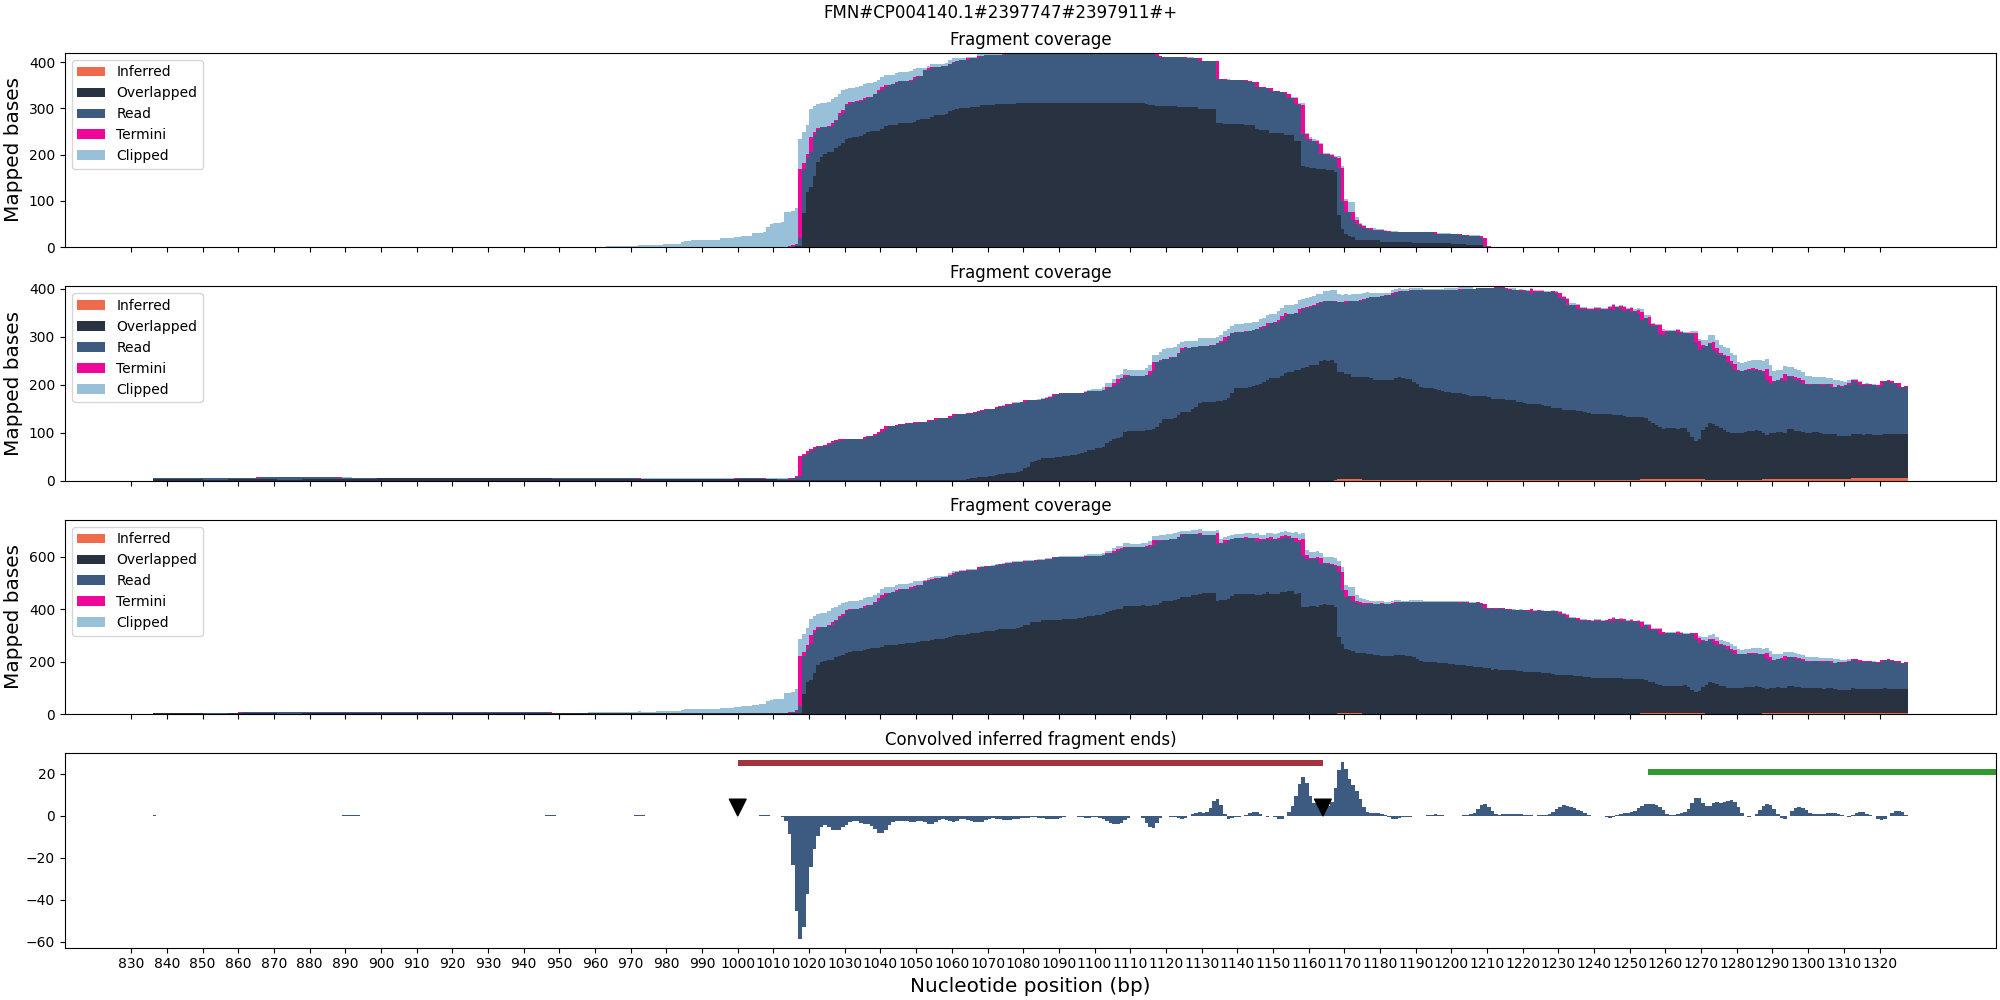 FMN#CP004140.1#2397747#2397911#+
Fragment coverage
Mapped bases
400
300
200
100
0
Inferred
Overlapped
Read
Termini
Clipped
Fragment coverage
Mapped bases
400
300
200
100
0
Inferred
Overlapped
Read
Termini
Clipped
Fragment coverage
Mapped bases
600
400
200
0
Inferred
Overlapped
Read
Termini
Clipped
Convolved inferred fragment ends)
20
0
−20
−40
−60
830 840 850 860 870 880 890 900 910 920 930 940 950 960 970 980 990 1000 1010 1020 1030 1040 1050 1060 1070 1080 1090 1100 1110 1120 1130 1140 1150 1160 1170 1180 1190 1200 1210 1220 1230 1240 1250 1260 1270 1280 1290 1300 1310 1320
Nucleotide position (bp)